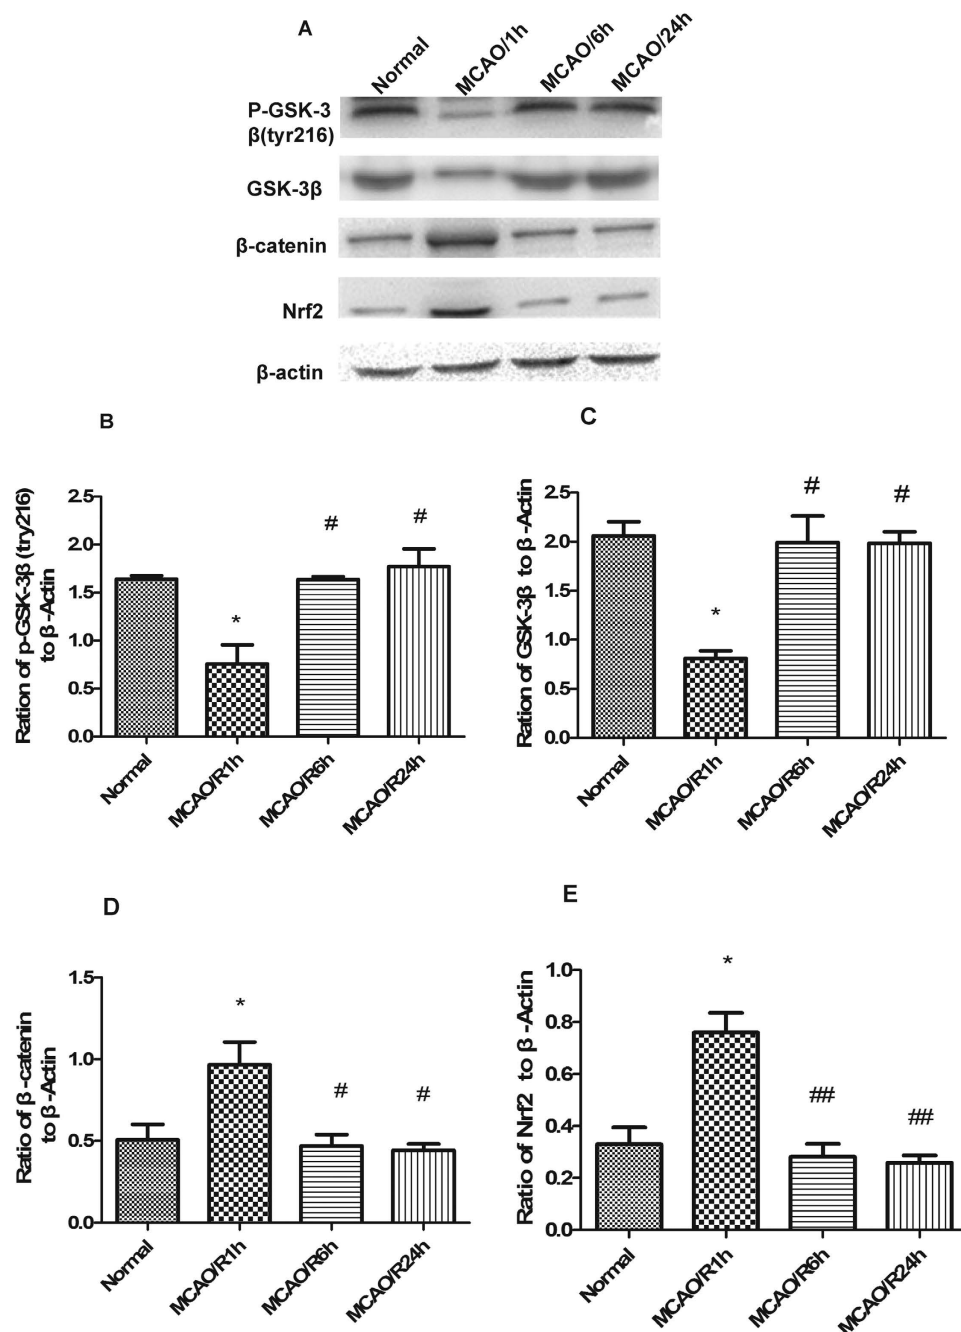 A
Normal
MCAO/1h
MCAO/6h
MCAO/24h
P-GSK-3
β(tyr216)
GSK-3β
β-catenin
Nrf2
β-actin
B
Ration of p-GSK-3β (try216)
to β -Actin
2.5
2.0
1.5
1.0
0.5
0.0
*
#
#
Normal
MCAO/R1h
MCAO/R6h
MCAO/R24h
C
Ration of GSK-3β to β -Actin
2.5
2.0
1.5
1.0
0.5
0.0
*
#
#
Normal
MCAO/R1h
MCAO/R6h
MCAO/R24h
D
Ratio of β -catenin
to β -Actin
1.5
1.0
0.5
0.0
*
#
#
Normal
MCAO/R1h
MCAO/R6h
MCAO/R24h
E
Ratio of Nrf2 to β -Actin
1.0
0.8
0.6
0.4
0.2
0.0
*
##
##
Normal
MCAO/R1h
MCAO/R6h
MCAO/R24h